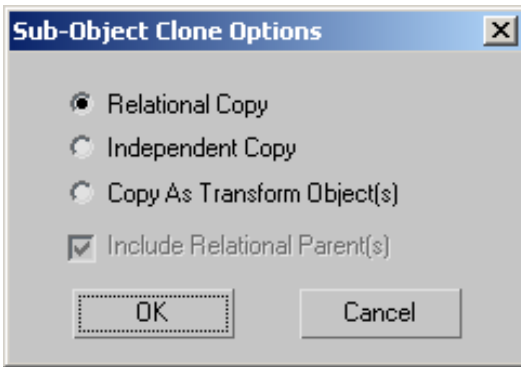 Sub-Object Clone Options
Relational Copy
Independent Copy
Copy As Transform Object(s)
Include Relational Parent(s)
OK
Cancel